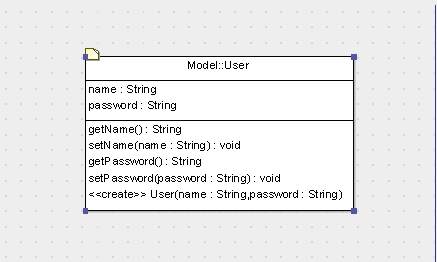 Model::User
name : String
password : String
getName() : String
setName(name : String) : void
getPassword() : String
setPassword(password : String) : void
<<create>> User(name : String,password : String)